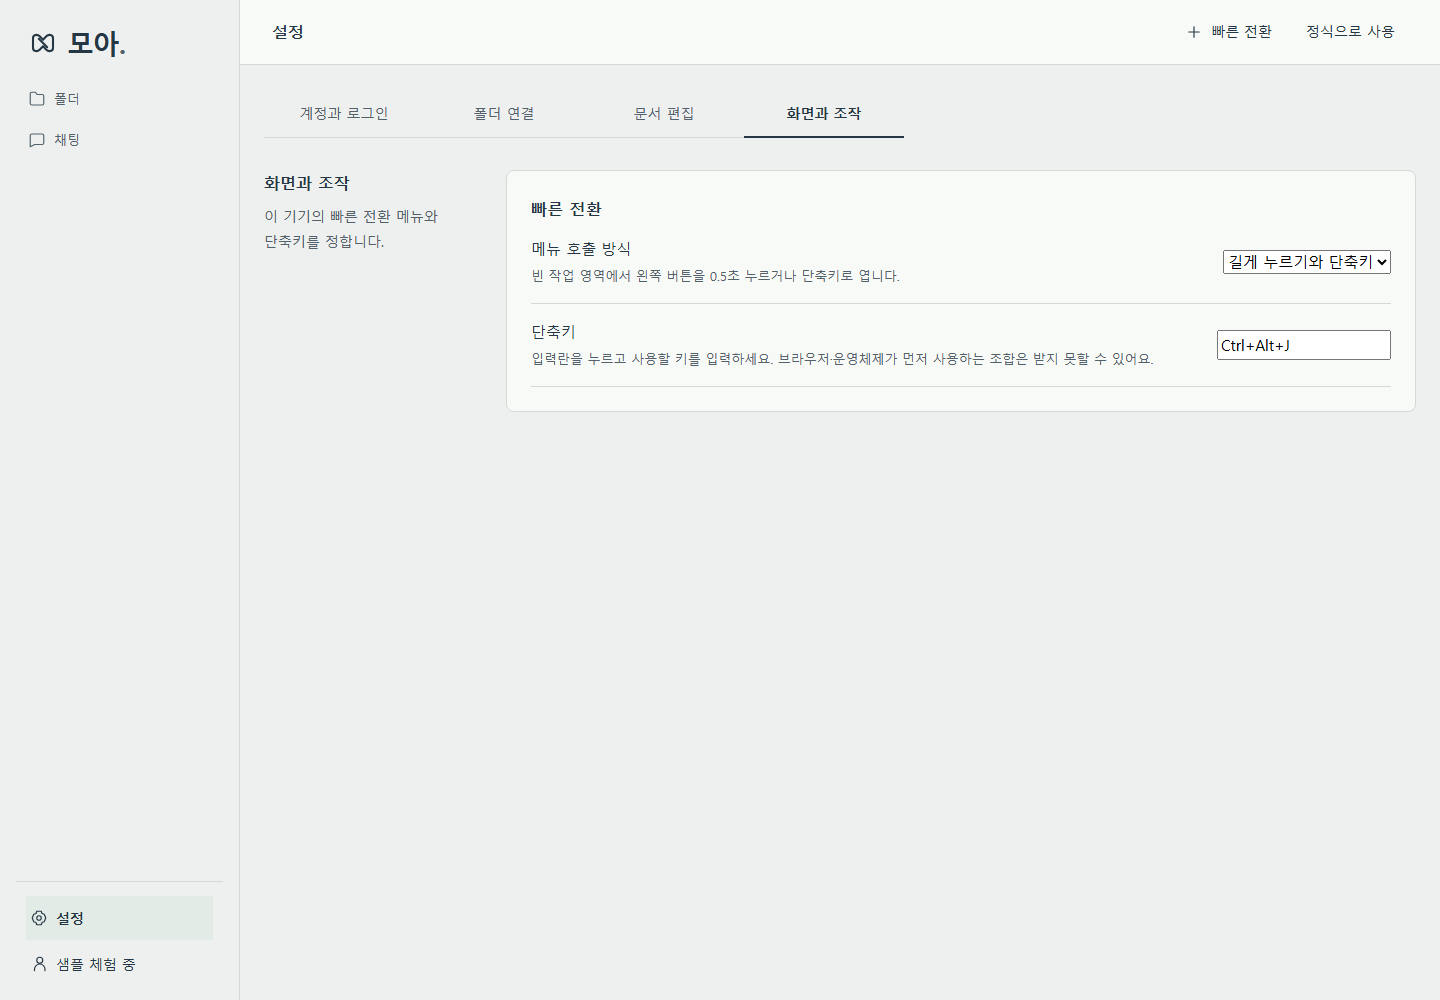 모아.
폴더
채팅
설정
샘플 체험 중
설정
빠른 전환
정식으로 사용
계정과 로그인
폴더 연결
문서 편집
화면과 조작
화면과 조작
이 기기의 빠른 전환 메뉴와
단축키를 정합니다.
빠른 전환
메뉴 호출 방식
빈 작업 영역에서 왼쪽 버튼을 0.5초 누르거나 단축키로 엽니다.
길게 누르기와 단축키
단축키
입력란을 누르고 사용할 키를 입력하세요. 브라우저·운영체제가 먼저 사용하는 조합은 받지 못할 수 있어요.
Ctrl+Alt+J